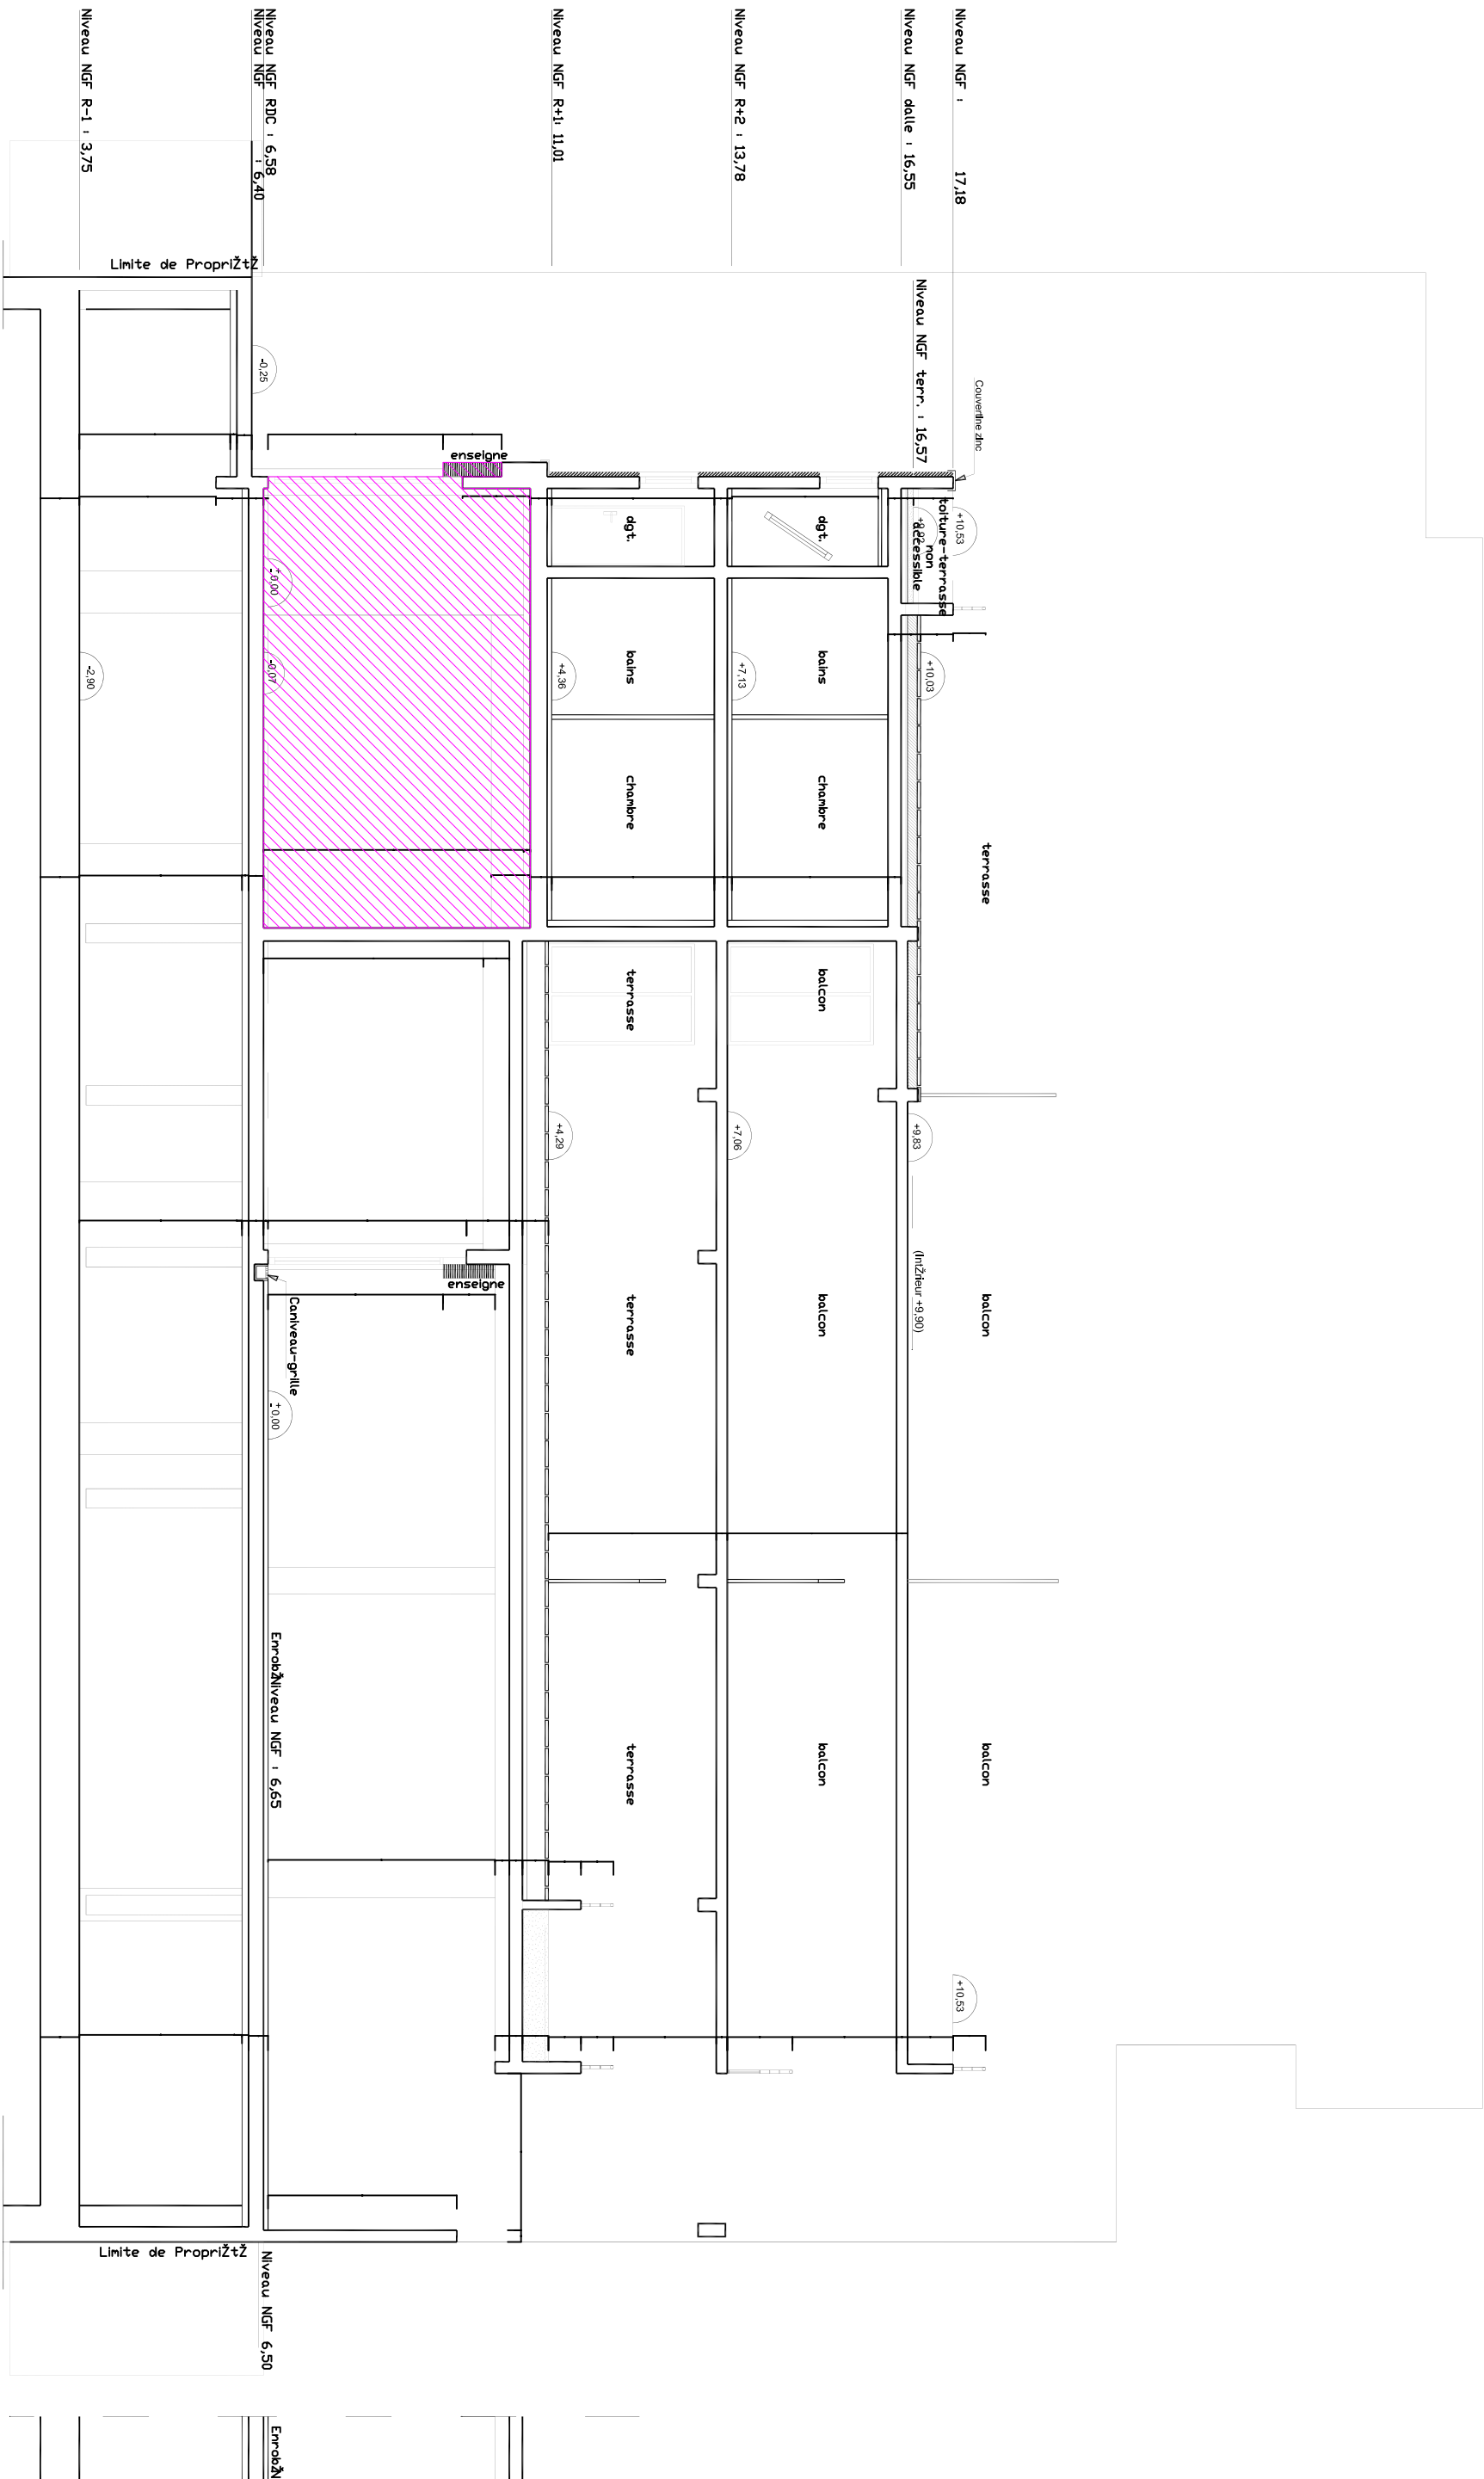 Niveau NGF : 17,18
Niveau NGF dalle : 16,55
Niveau NGF R+2 : 13,78
Niveau NGF R+1: 11,01
Niveau NGF RDC : 6,58
Niveau NGF : 6,40
Niveau NGF R-1 : 3,75
Limite de PropriŽtŽ
Niveau NGF terr. : 16,57
Couvertine zinc
-0,25
enseigne
+10,53
+9,92
toiture-terrasse
non
accessible
dgt.
dgt.
+0,00
-0,07
-2,90
bains
bains
+4,36
+7,13
+10,03
chambre
chambre
terrasse
terrasse
balcon
+4,29
+7,06
+9,83
(IntŽrieur +9,90)
enseigne
Caniveau-grille
+0,00
terrasse
balcon
balcon
EnrobŽ
Niveau NGF : 6,65
terrasse
balcon
balcon
+10,53
Limite de PropriŽtŽ
Niveau NGF 6,50
EnrobŽN